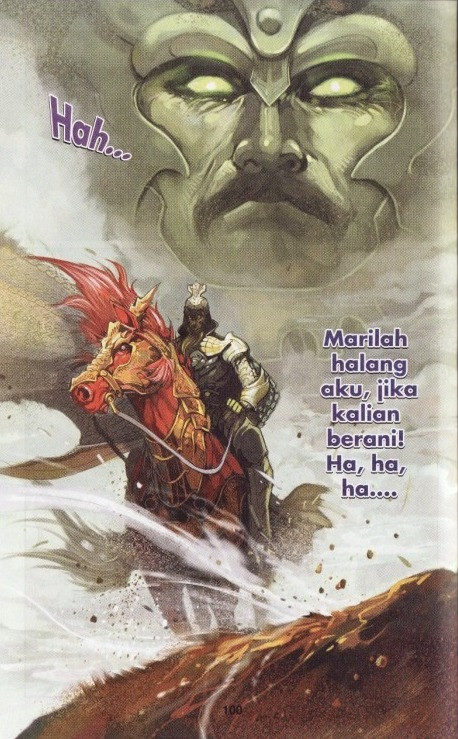 Hah...
Marilah
halang
aku, jika
kalian
berani!
Ha, ha,
ha....
100